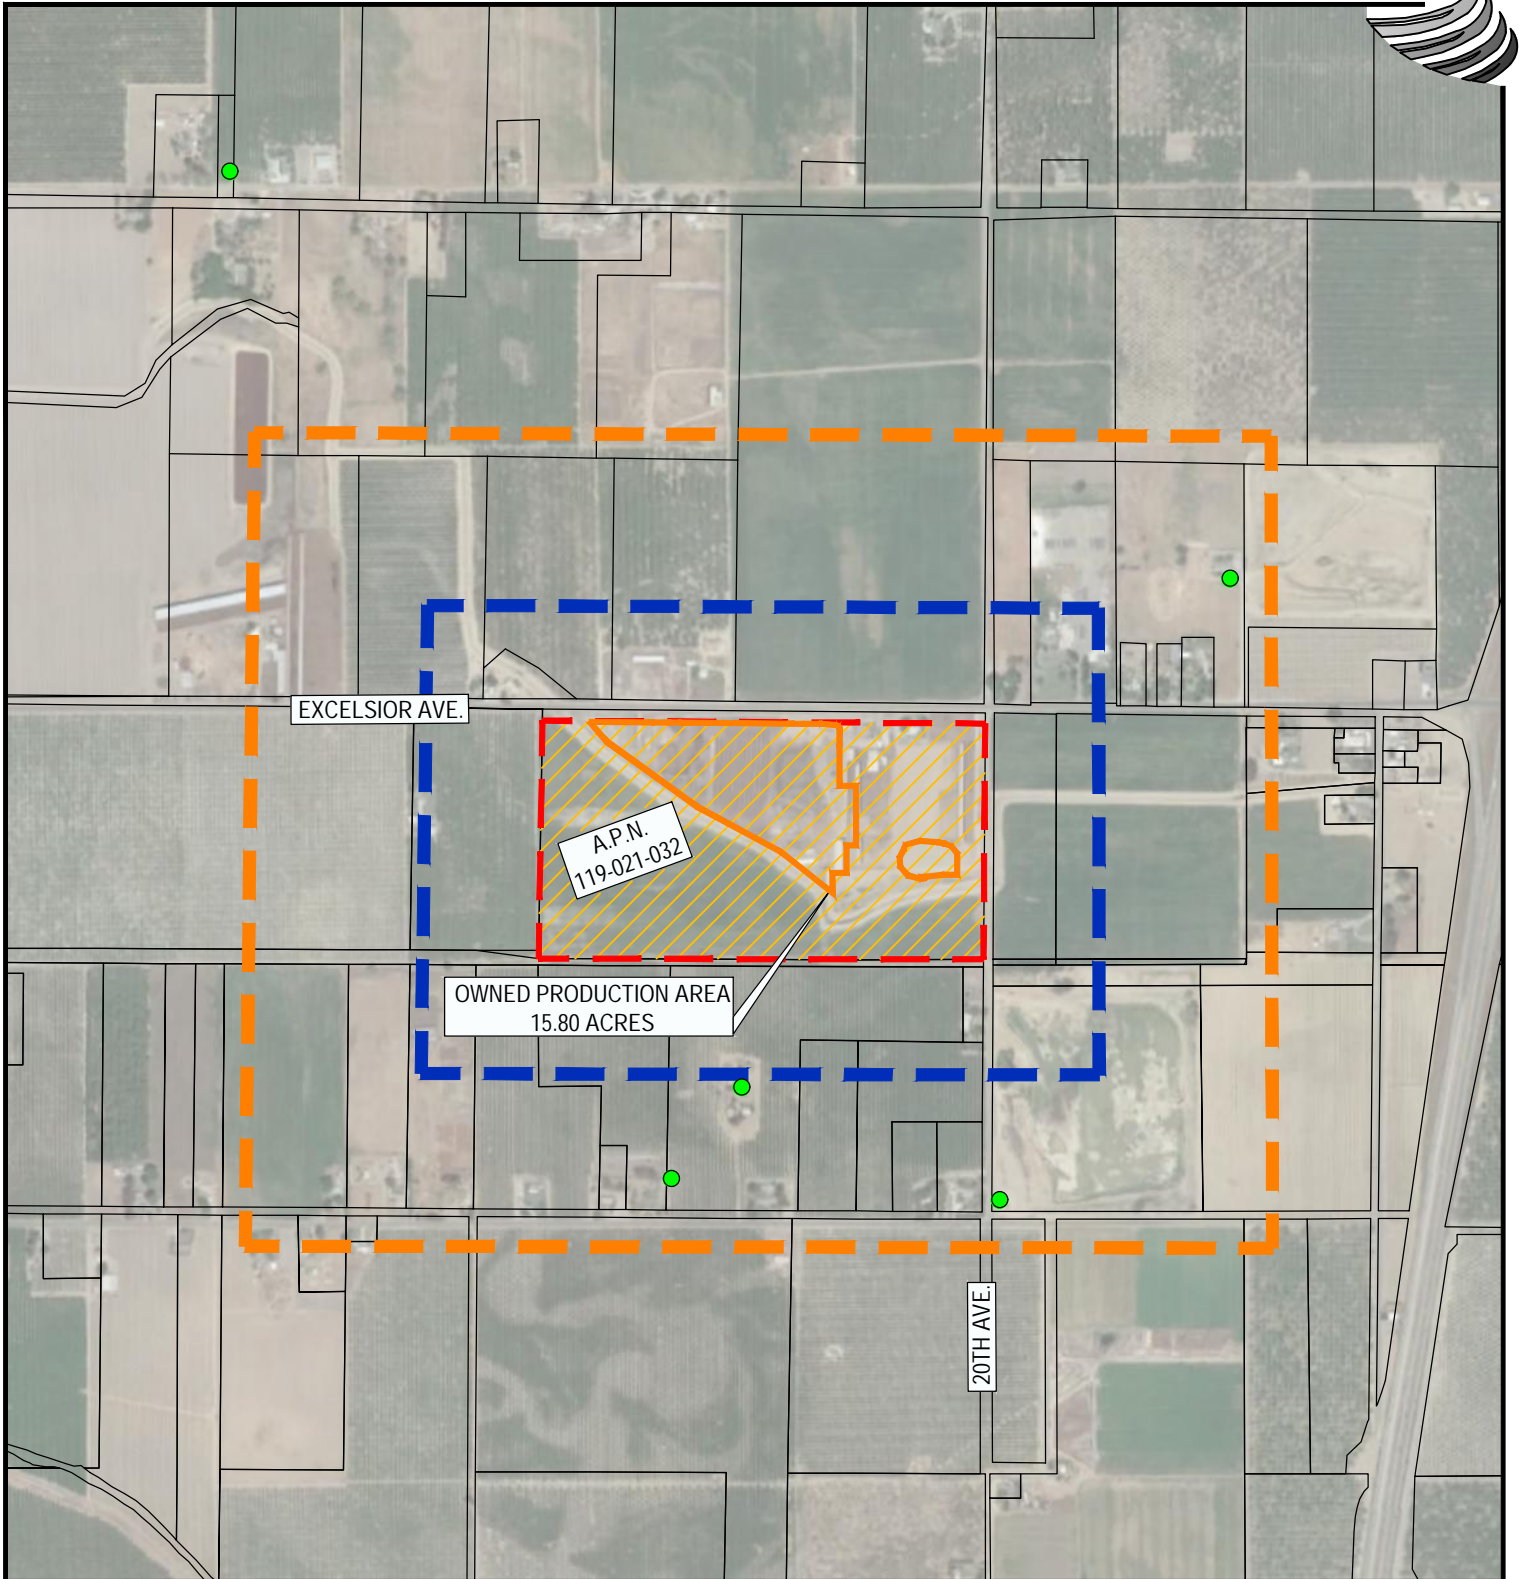 EXCELSIOR AVE.
A.P.N.
119-021-032
OWNED PRODUCTION AREA
15.80 ACRES
20TH AVE.